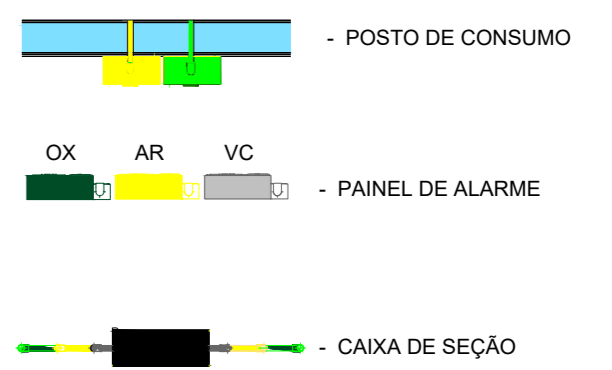 - POSTO DE CONSUMO
OX AR VC
- PAINEL DE ALARME
- CAIXA DE SEÇÃO